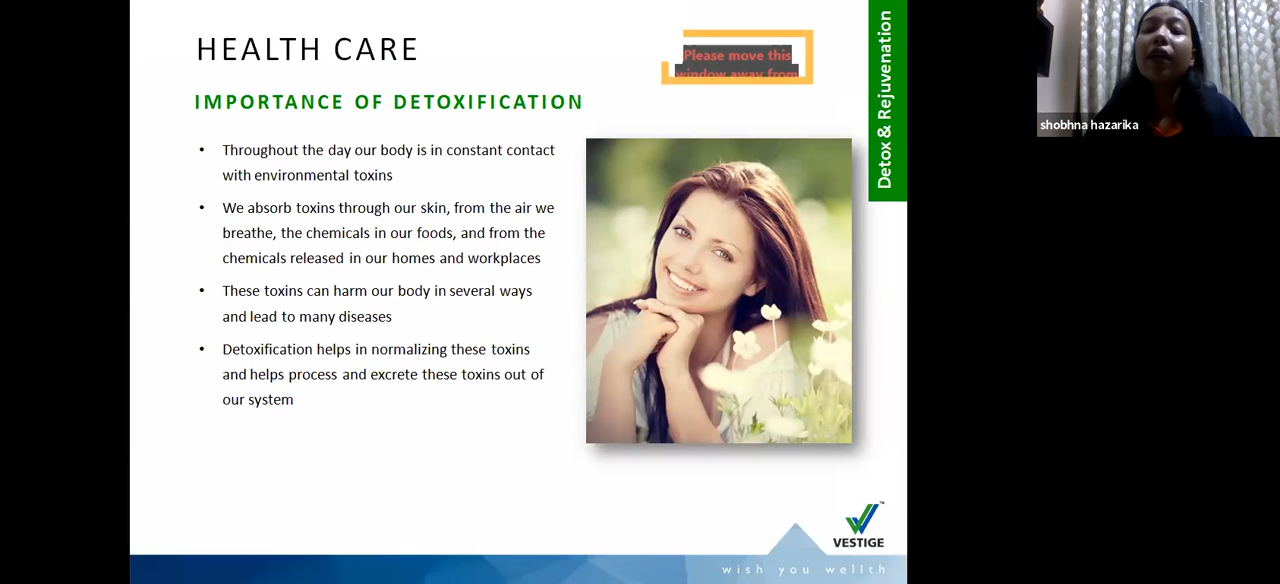 HEALTH CARE
Please move this
window away from
IMPORTANCE OF DETOXIFICATION
• Throughout the day our body is in constant contact
with environmental toxins
• We absorb toxins through our skin, from the air we
breathe, the chemicals in our foods, and from the
chemicals released in our homes and workplaces
• These toxins can harm our body in several ways
and lead to many diseases
• Detoxification helps in normalizing these toxins
and helps process and excrete these toxins out of
our system
Detox & Rejuvenation
VESTIGE™
wish you wellth
shobhna hazarika